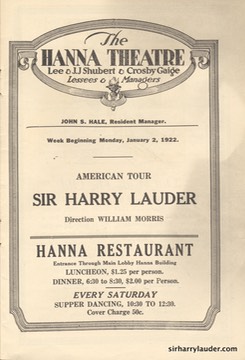 The
HANNA THEATRE
Lee & JJ Shubert & Crosby Gaige
Lessees & Managers
JOHN S. HALE, Resident Manager.
Week Beginning Monday, January 2, 1922.
AMERICAN TOUR
SIR HARRY LAUDER
Direction WILLIAM MORRIS
HANNA RESTAURANT
Entrance Through Main Lobby Hanna Building
LUNCHEON, $1.25 per person.
DINNER, 6:30 to 8:30, $2.00 per Person.
EVERY SATURDAY
SUPPER DANCING, 10:30 TO 12:30.
Cover Charge 50c.
sirharrylauder.com